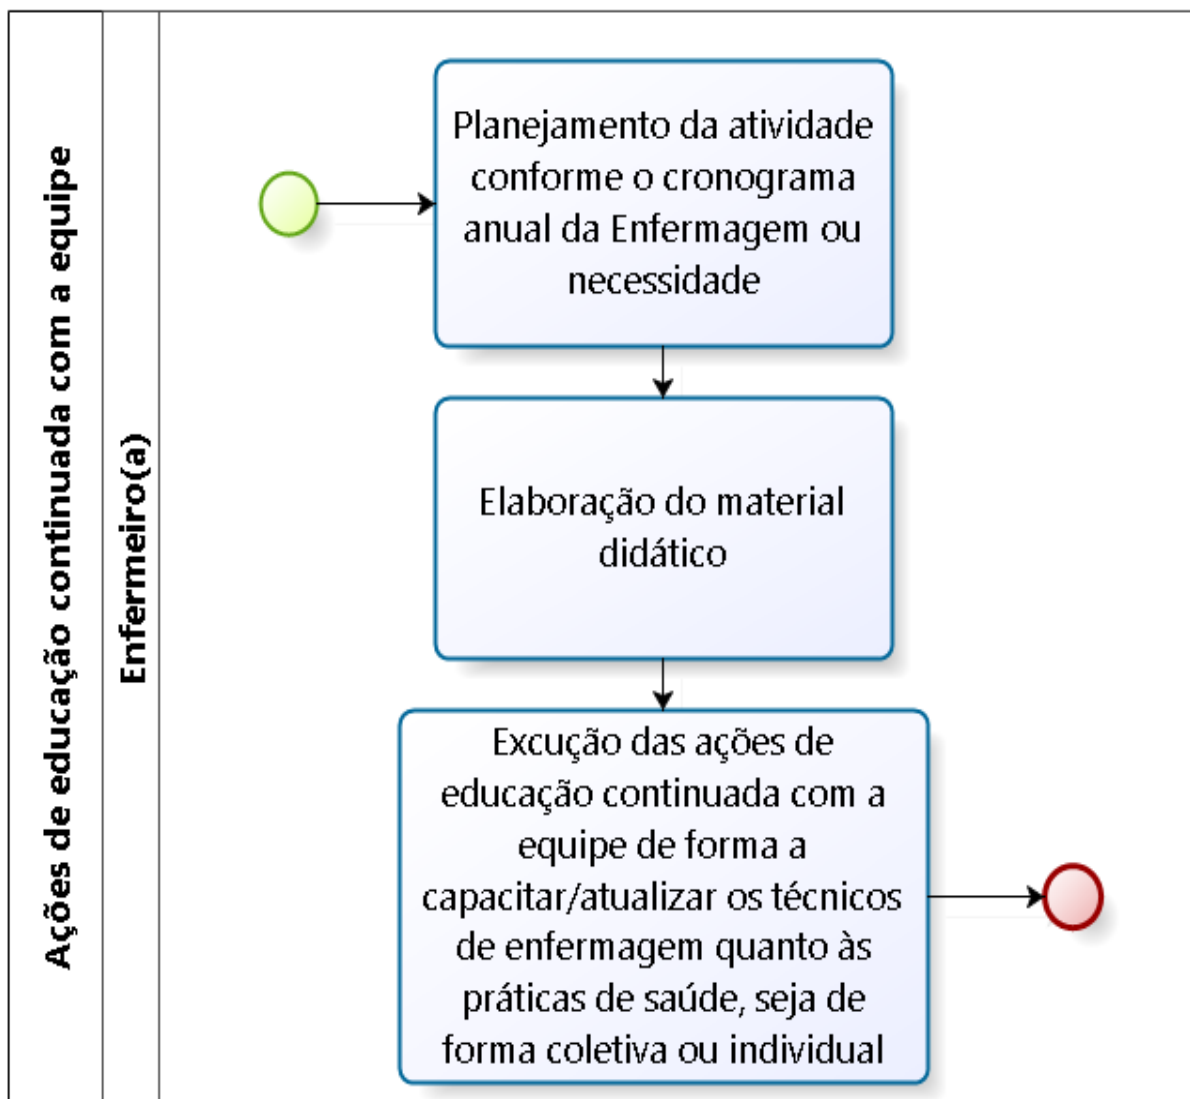 Ações de educação continuada com a equipe
Enfermeiro(a)
Planejamento da atividade
conforme o cronograma
anual da Enfermagem ou
necessidade
Elaboração do material
didático
Excução das ações de
educação continuada com a
equipe de forma a
capacitar/atualizar os técnicos
de enfermagem quanto às
práticas de saúde, seja de
forma coletiva ou individual